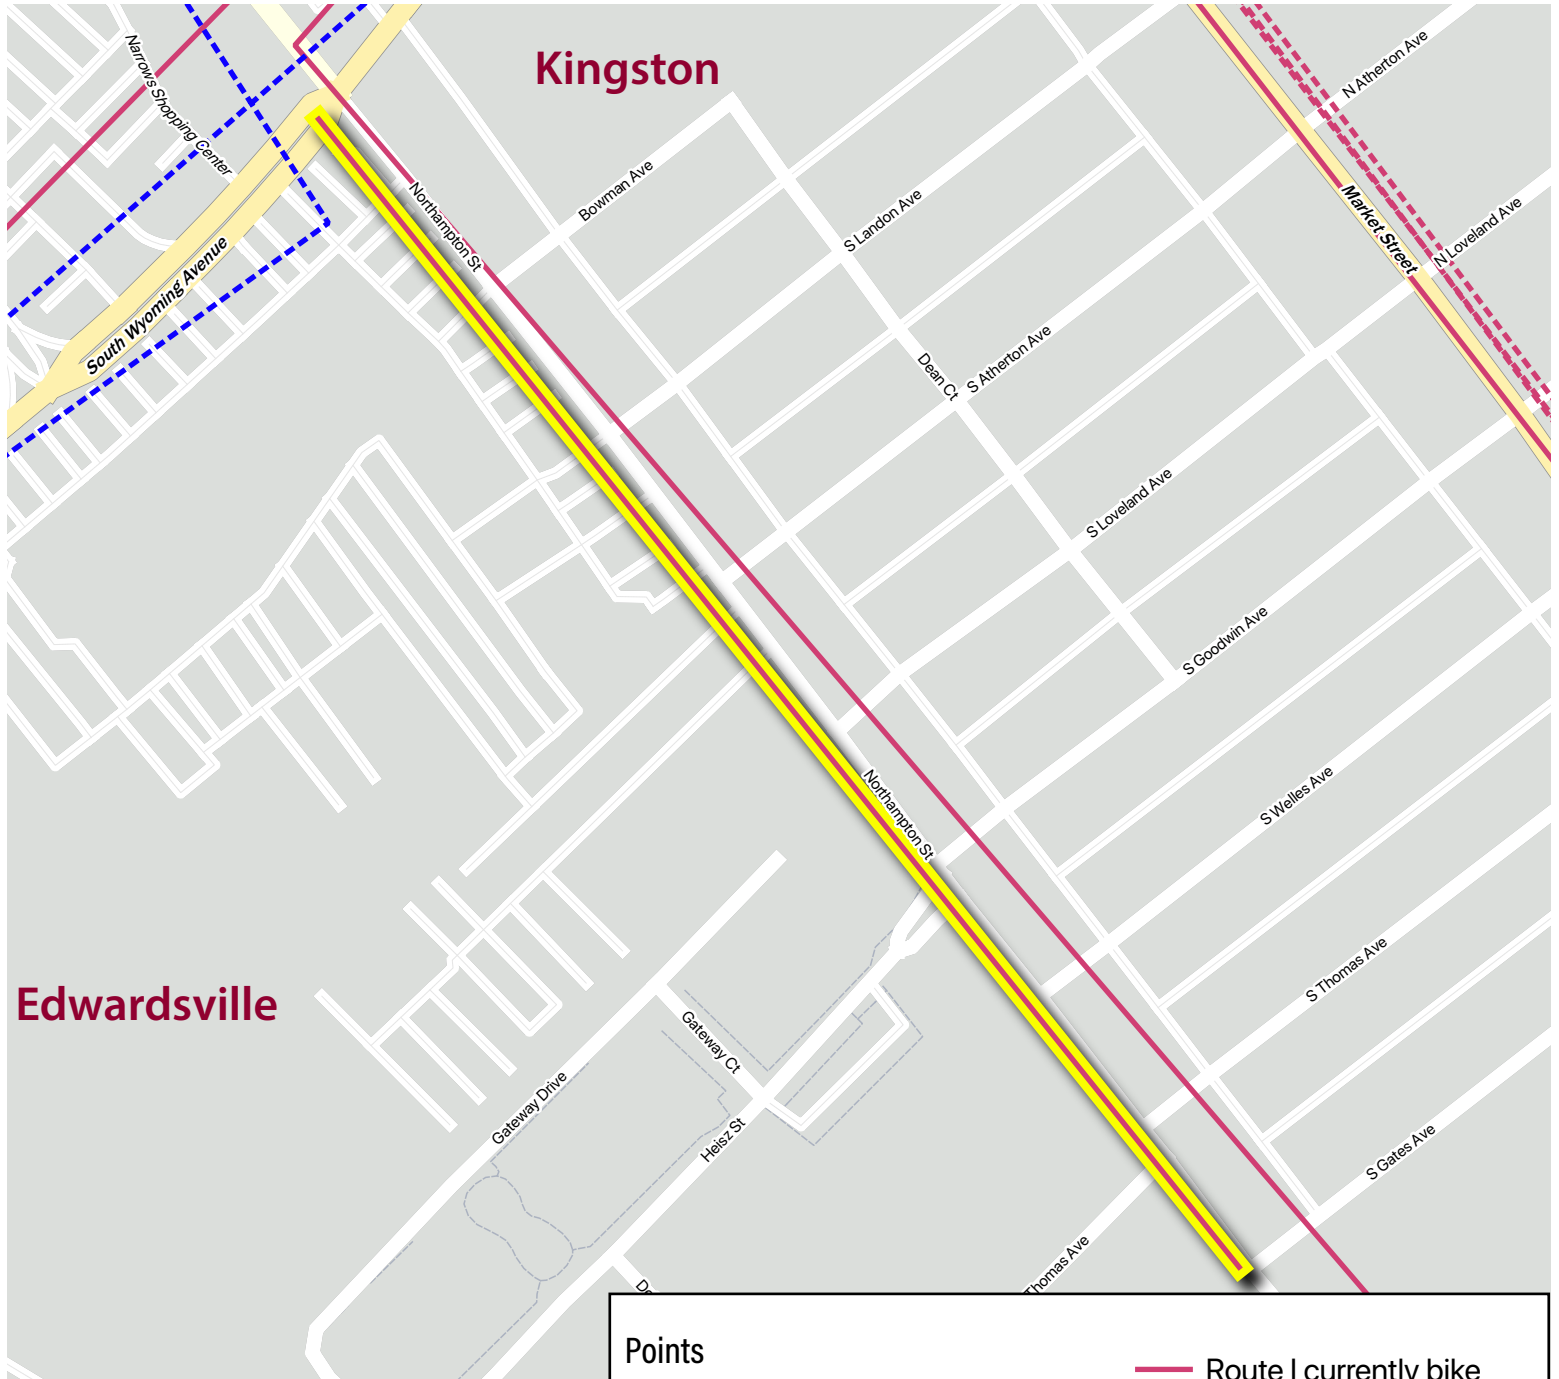 Kingston
Edwardsville
Narrows Shopping Center
South Wyoming Avenue
Northampton St
Bowman Ave
S Landon Ave
N Atherton Ave
Market Street
N Loveland Ave
Dean Ct
S Atherton Ave
S Loveland Ave
S Goodwin Ave
Northampton St
S Welles Ave
S Thomas Ave
S Gates Ave
Gateway Ct
Gateway Drive
Heisz St
Thomas Ave
Points
Route I currently bike